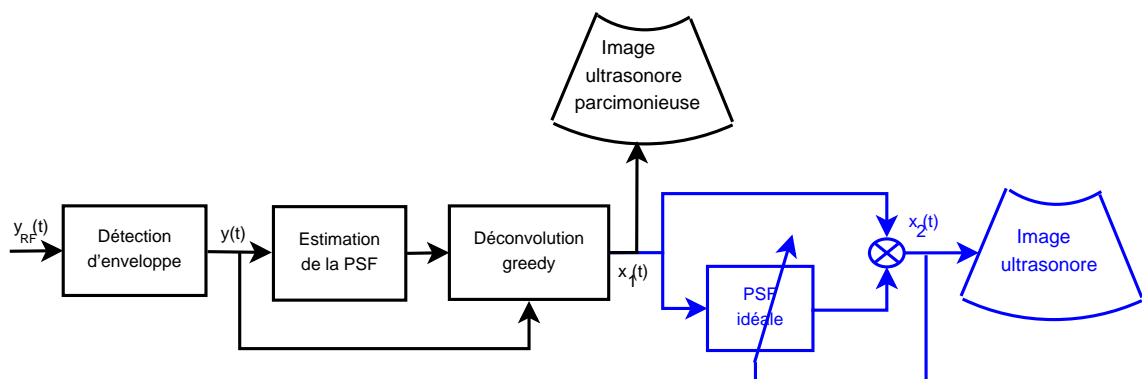 Image
ultrasonore
parcimonieuse
y_RF(t)
Détection
d'enveloppe
y(t)
Estimation
de la PSF
Déconvolution
greedy
x_1(t)
PSF
idéale
x_2(t)
Image
ultrasonore